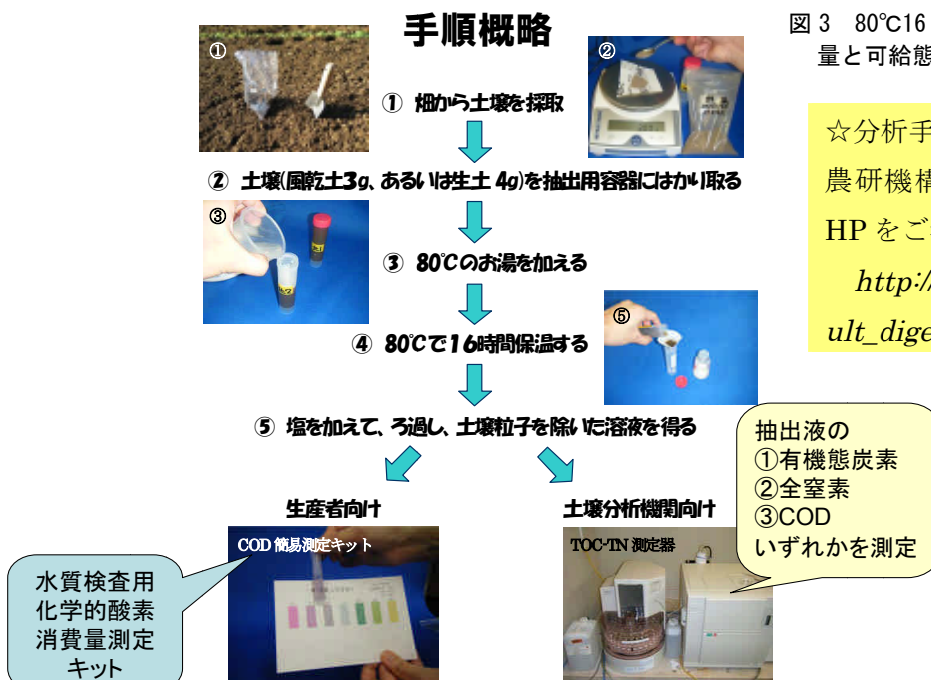 手順概略
図 3 80℃16
量と可給態
☆分析手
農研機構
HP をご
http://
ult_dige
①
②
① 畑から土壌を採取
② 土壌(風乾土3g、あるいは生土 4g)を抽出用容器にはかり取る
③
③ 80℃のお湯を加える
④ 80℃で16時間保温する
⑤
⑤ 塩を加えて、ろ過し、土壌粒子を除いた溶液を得る
抽出液の
①有機態炭素
②全窒素
③COD
いずれかを測定
生産者向け
土壌分析機関向け
COD 簡易測定キット
TOC-TN 測定器
水質検査用
化学的酸素
消費量測定
キット